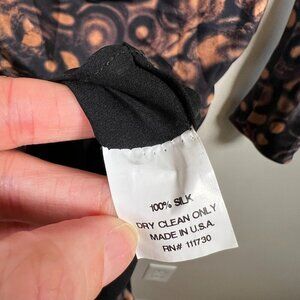 100% SILK
DRY CLEAN ONLY
MADE IN U.S.A.
RN# 111730